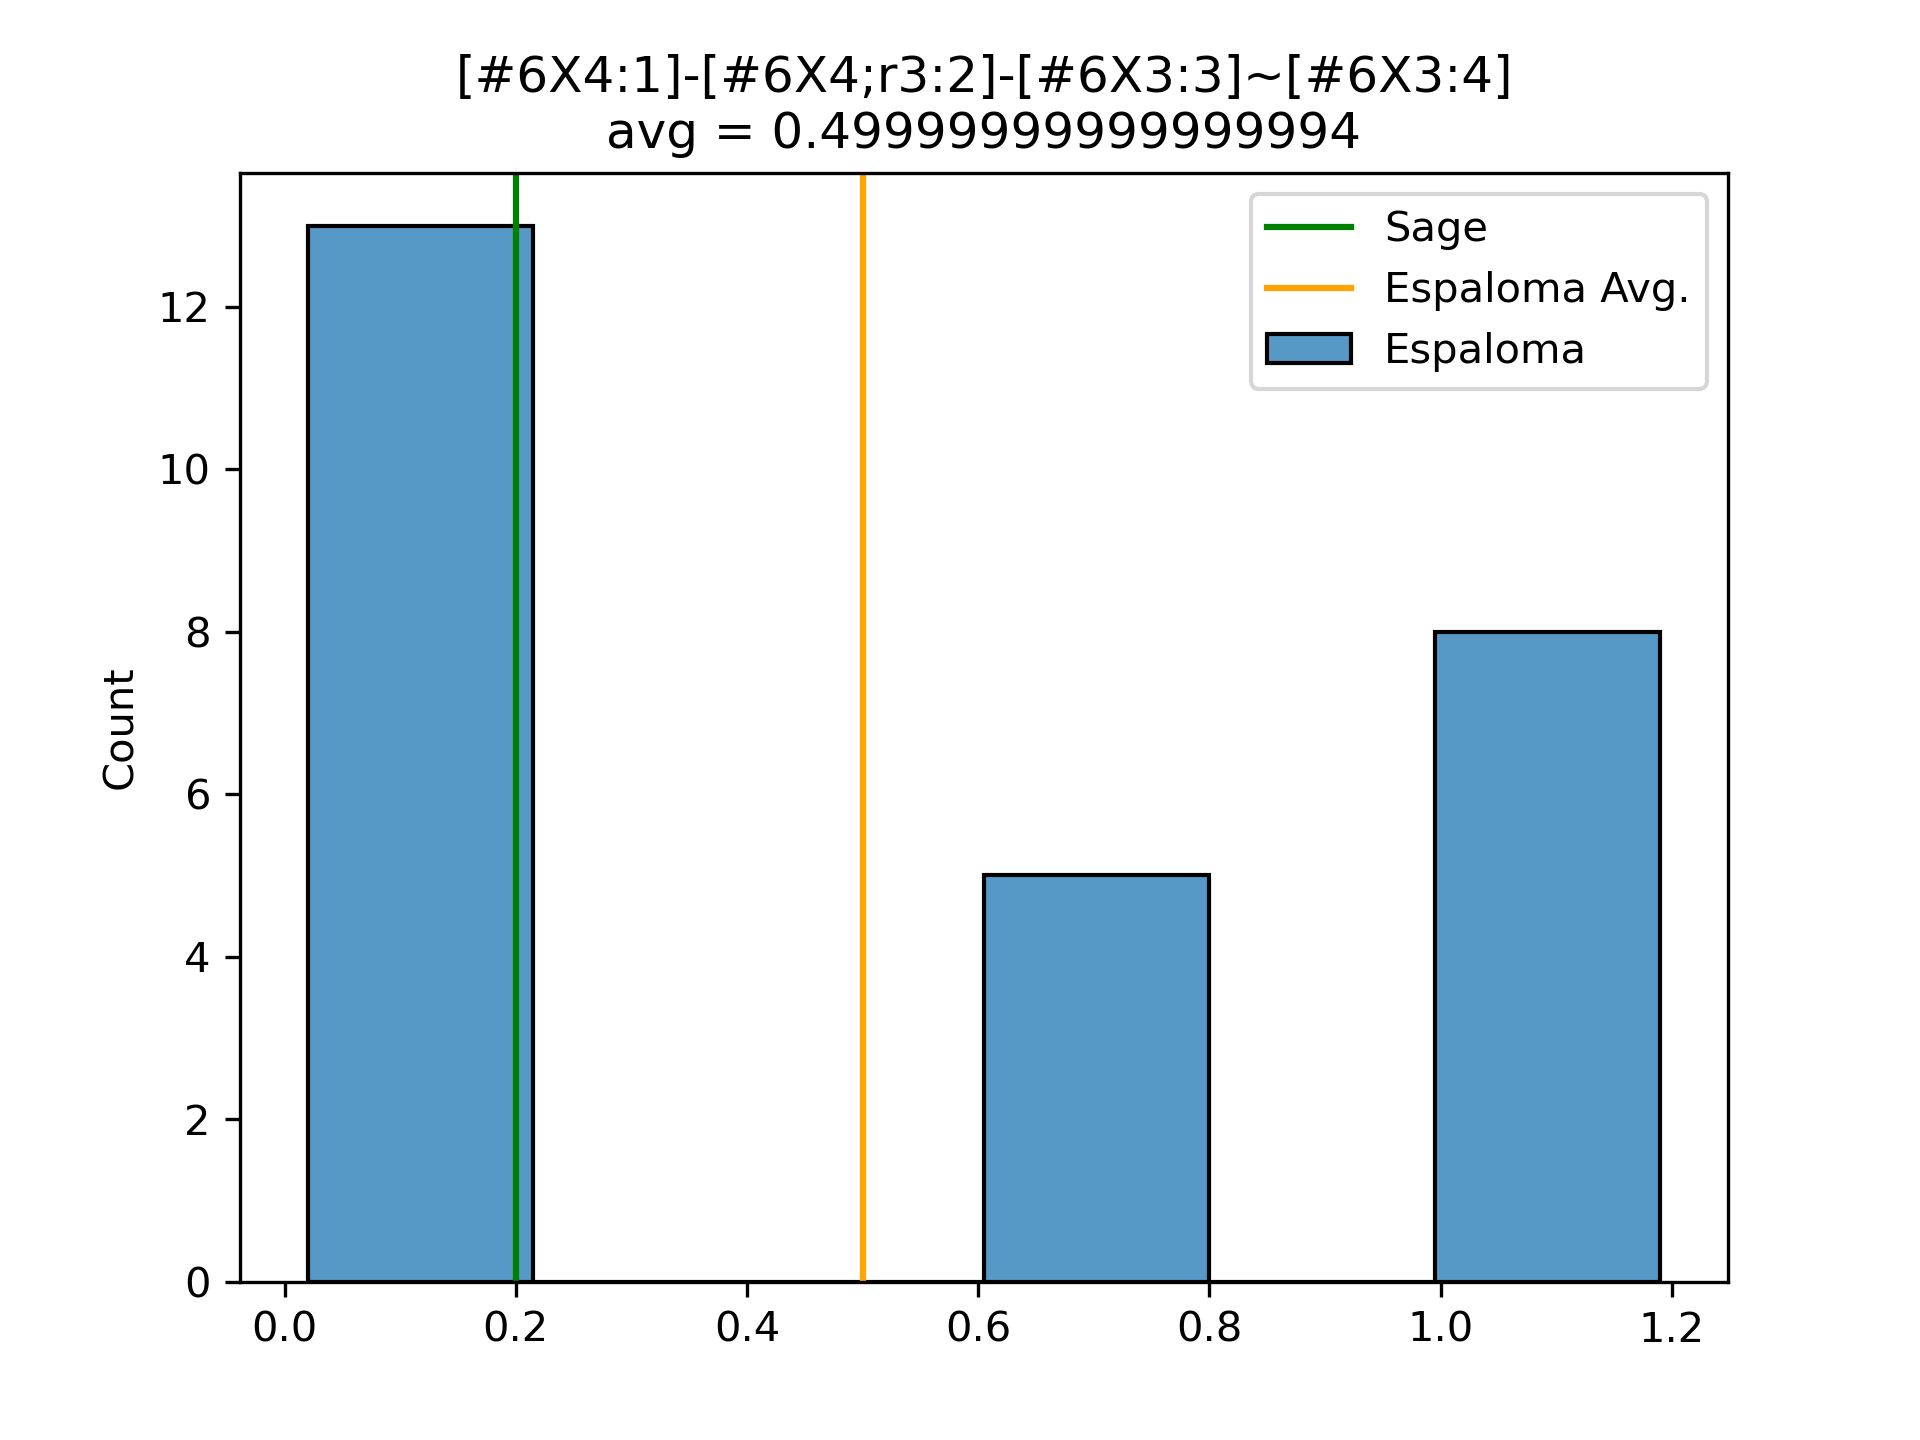 [#6X4:1]-[#6X4;r3:2]-[#6X3:3]~[#6X3:4]
avg = 0.49999999999999994
Sage
Espaloma Avg.
Espaloma
Count
12
10
8
6
4
2
0
0.0 0.2 0.4 0.6 0.8 1.0 1.2